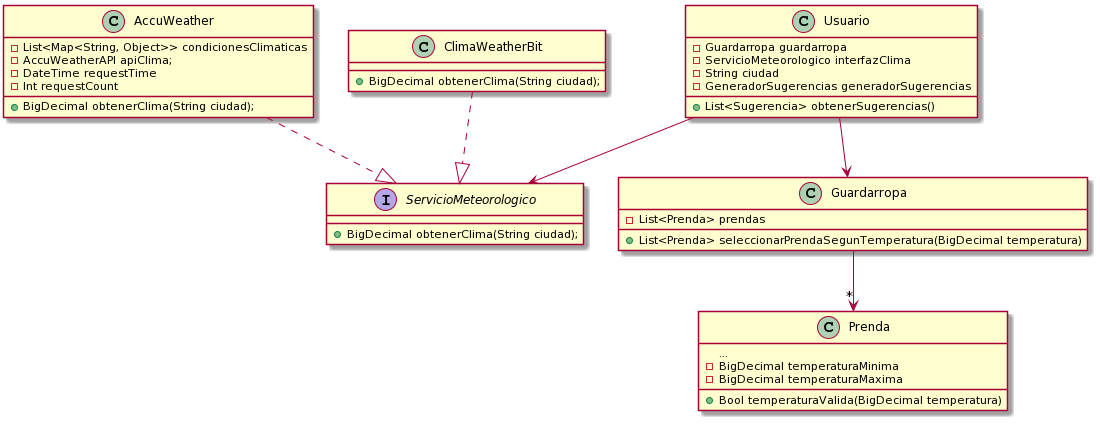 C AccuWeather
List<Map<String, Object>> condicionesClimaticas
AccuWeatherAPI apiClima;
DateTime requestTime
Int requestCount
BigDecimal obtenerClima(String ciudad);
C ClimaWeatherBit
BigDecimal obtenerClima(String ciudad);
C Usuario
Guardarropa guardarropa
ServicioMeteorologico interfazClima
String ciudad
GeneradorSugerencias generadorSugerencias
List<Sugerencia> obtenerSugerencias()
I ServicioMeteorologico
BigDecimal obtenerClima(String ciudad);
C Guardarropa
List<Prenda> prendas
List<Prenda> seleccionarPrendaSegunTemperatura(BigDecimal temperatura)
*
C Prenda
...
BigDecimal temperaturaMinima
BigDecimal temperaturaMaxima
Bool temperaturaValida(BigDecimal temperatura)